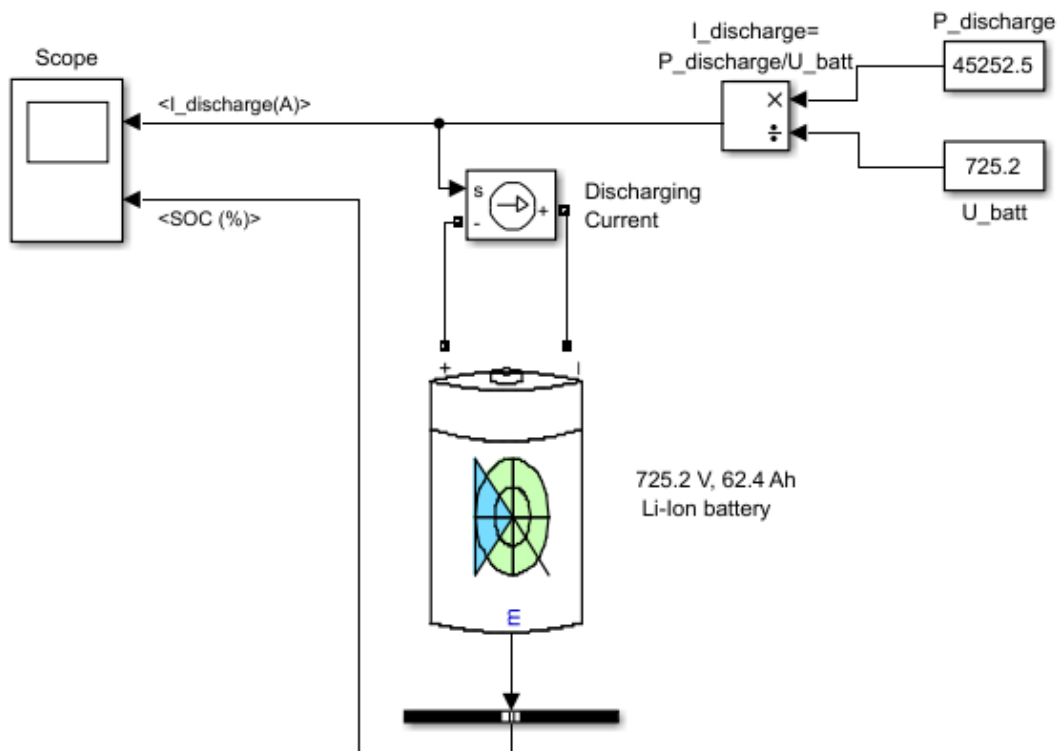 I_discharge=
P_discharge/U_batt
P_discharge
45252.5
Scope
<I_discharge(A)>
×
÷
725.2
U_batt
<SOC (%)>
s
-
+
Discharging
Current
+
-
725.2 V, 62.4 Ah
Li-Ion battery
m